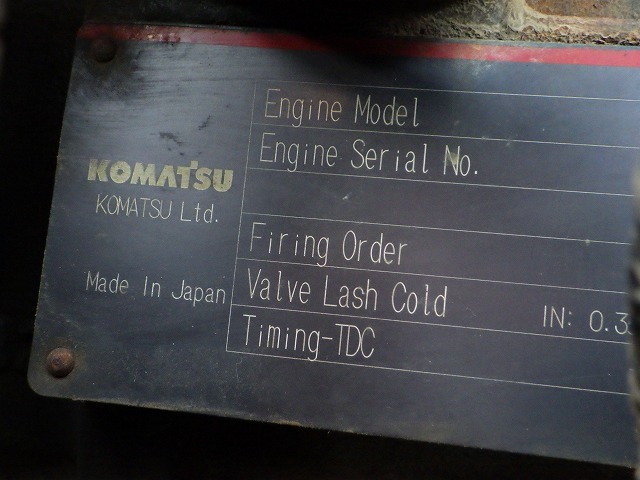 Engine Model
Engine Serial No.
KOMATSU
KOMATSU Ltd.
Firing Order
Made In Japan
Valve Lash Cold IN: 0.3
Timing-TDC